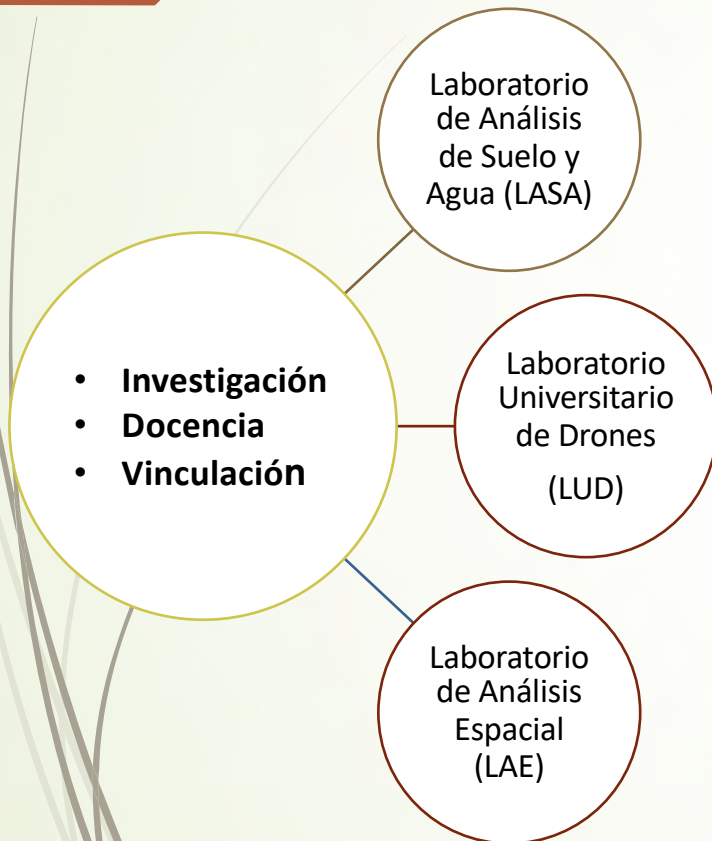 Laboratorio
de Análisis
de Suelo y
Agua (LASA)
• Investigación
• Docencia
• Vinculación
Laboratorio
Universitario
de Drones
(LUD)
Laboratorio
de Análisis
Espacial
(LAE)